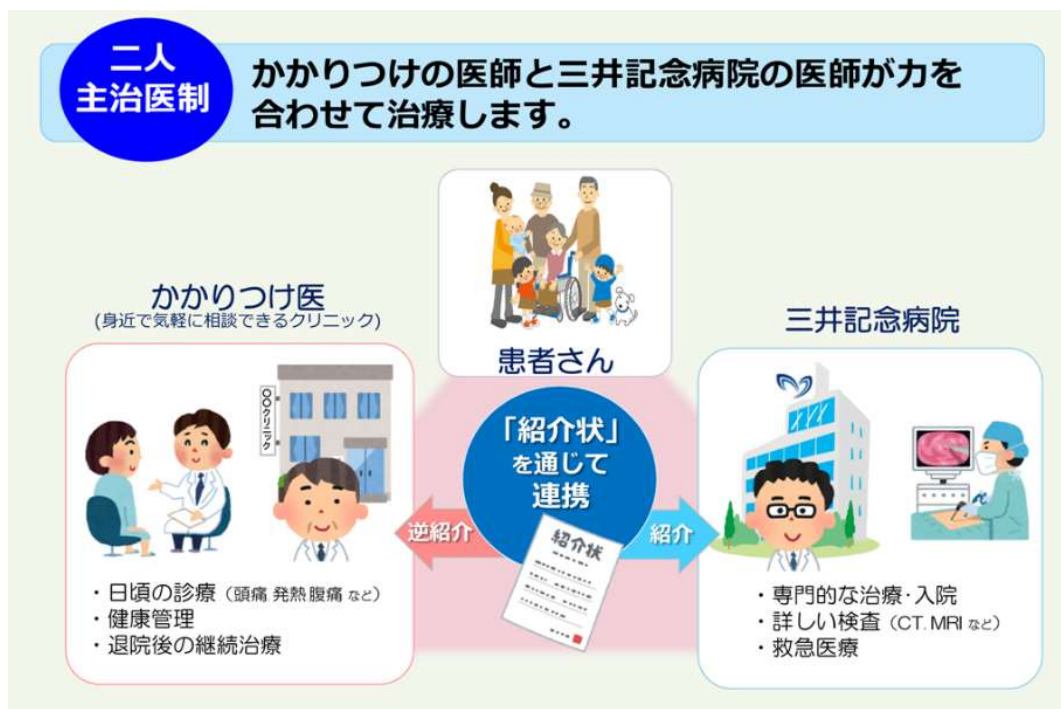 二人
主治医制
かかりつけの医師と三井記念病院の医師が力を
合わせて治療します。
患者さん
かかりつけ医
(身近で気軽に相談できるクリニック)
〇〇クリニック
・日頃の診療（頭痛 発熱 腹痛 など）
・健康管理
・退院後の継続治療
「紹介状」
を通じて
連携
逆紹介
紹介
紹介状
三井記念病院
・専門的な治療・入院
・詳しい検査（CT. MRI など）
・救急医療